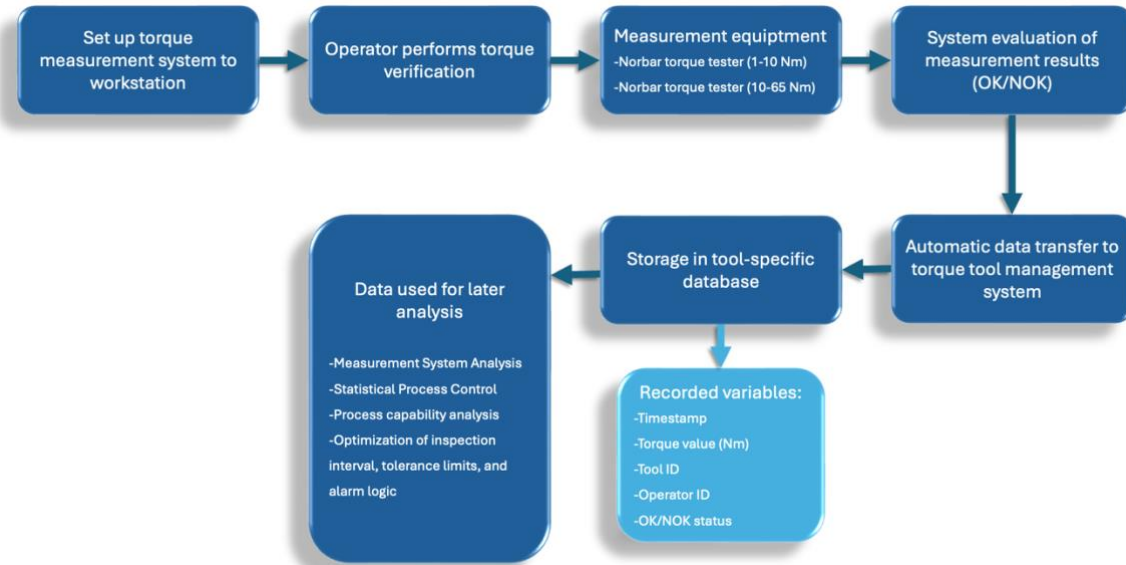 Set up torque
measurement system to
workstation
Operator performs torque
verification
Measurement equiptment
-Norbar torque tester (1-10 Nm)
-Norbar torque tester (10-65 Nm)
System evaluation of
measurement results
(OK/NOK)
Automatic data transfer to
torque tool management
system
Storage in tool-specific
database
Recorded variables:
-Timestamp
-Torque value (Nm)
-Tool ID
-Operator ID
-OK/NOK status
Data used for later
analysis
-Measurement System Analysis
-Statistical Process Control
-Process capability analysis
-Optimization of inspection
interval, tolerance limits, and
alarm logic